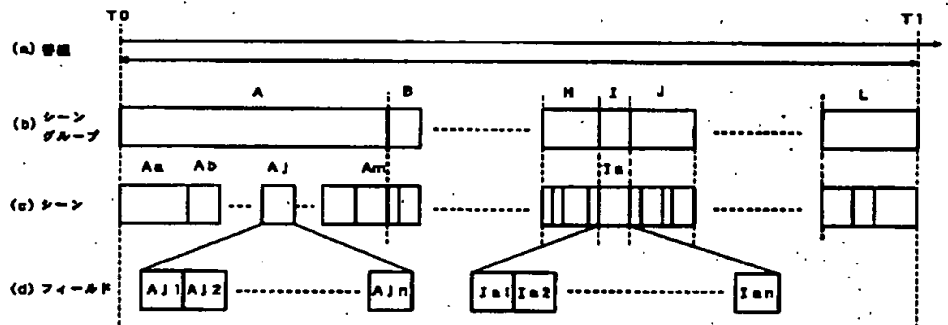 T0 T1
(a) 番組
A B H I J L
(b) シーン
グループ
Aa Ab Aj Am Ia
(c) シーン
(d) フィールド Aj1 Aj2 Ajn Ia1 Ia2 Ian